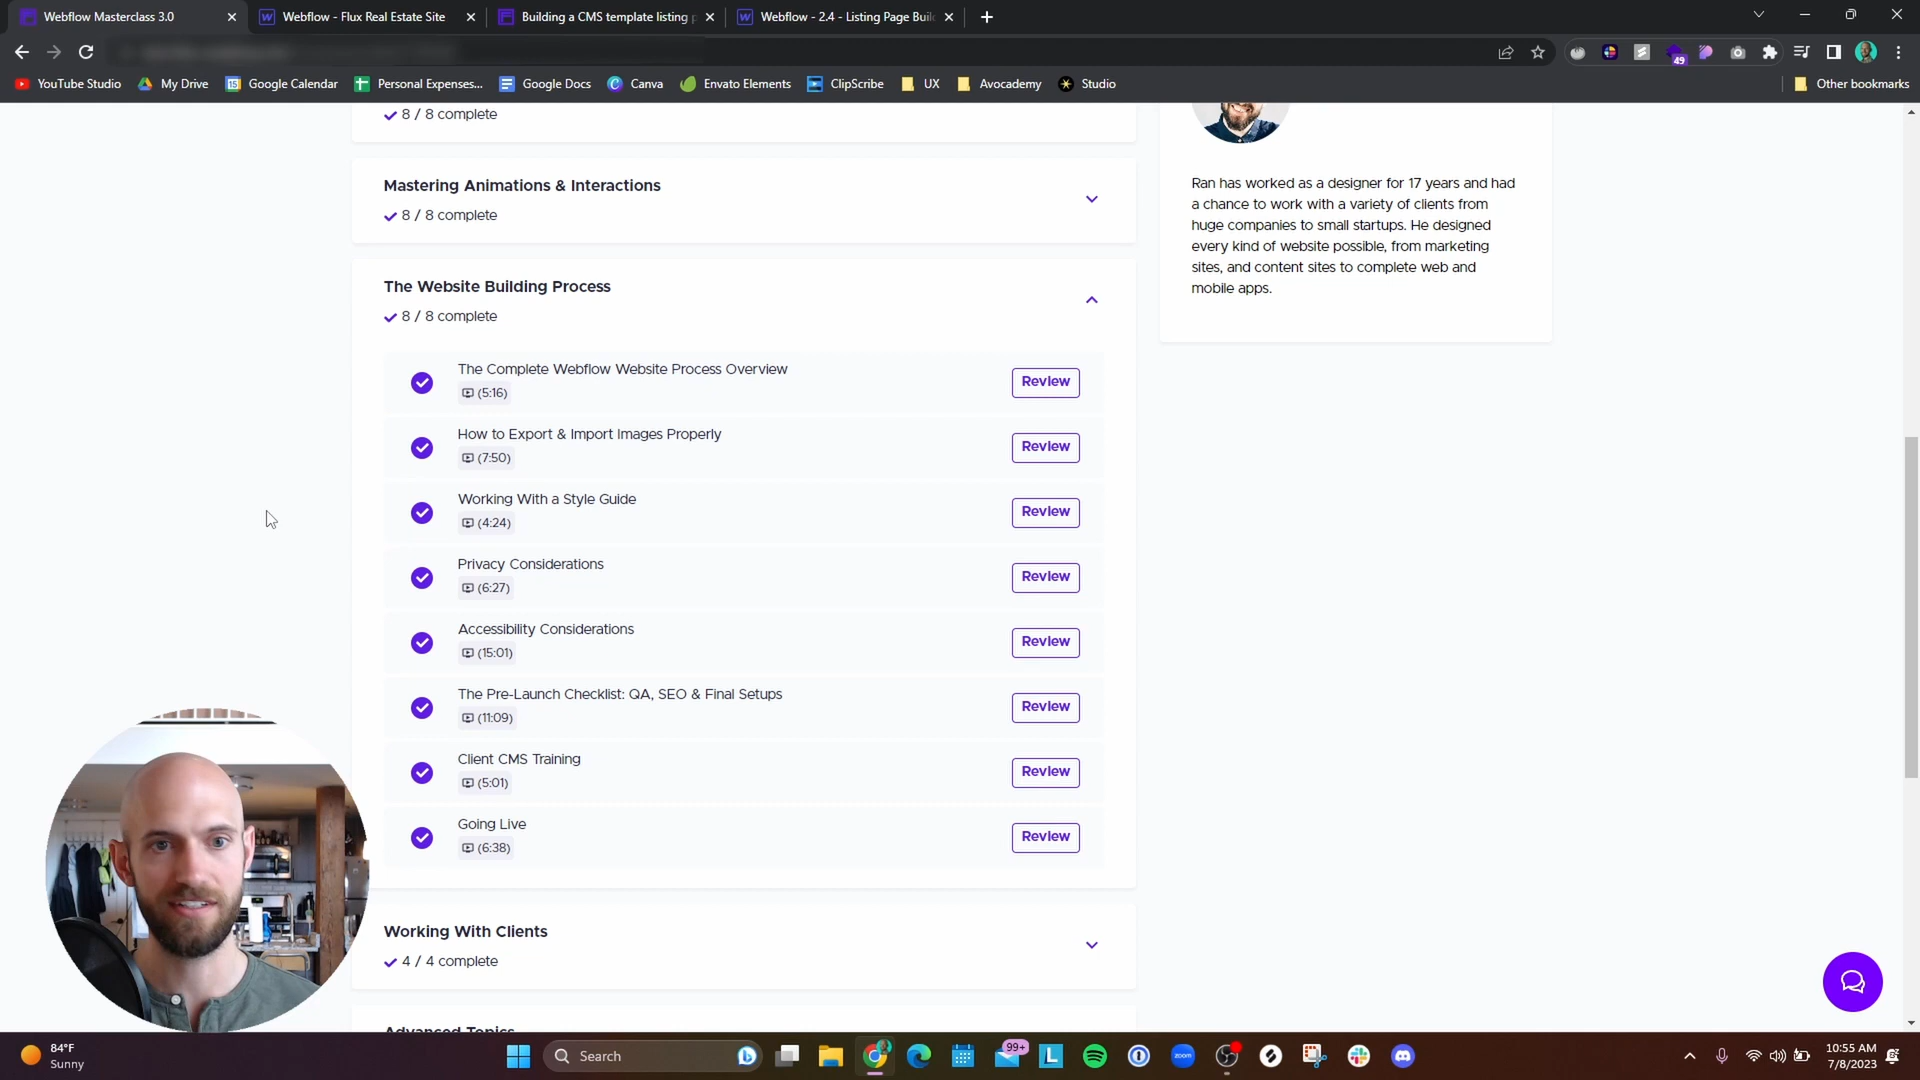 Webflow Masterclass 3.0
Webflow - Flux Real Estate Site
Building a CMS template listing p
Webflow - 2.4 - Listing Page Buil
49
YouTube Studio
My Drive
Google Calendar
Personal Expenses...
Google Docs
Canva
Envato Elements
ClipScribe
UX
Avocademy
Studio
Other bookmarks
8 / 8 complete
Mastering Animations & Interactions
8 / 8 complete
The Website Building Process
8 / 8 complete
The Complete Webflow Website Process Overview
(5:16)
Review
How to Export & Import Images Properly
(7:50)
Review
Working With a Style Guide
(4:24)
Review
Privacy Considerations
(6:27)
Review
Accessibility Considerations
(15:01)
Review
The Pre-Launch Checklist: QA, SEO & Final Setups
(11:09)
Review
Client CMS Training
(5:01)
Review
Going Live
(6:38)
Review
Working With Clients
4 / 4 complete
Advanced Topics
Ran has worked as a designer for 17 years and had
a chance to work with a variety of clients from
huge companies to small startups. He designed
every kind of website possible, from marketing
sites, and content sites to complete web and
mobile apps.
84°F
Sunny
Search
99+
L
zoom
10:55 AM
7/8/2023